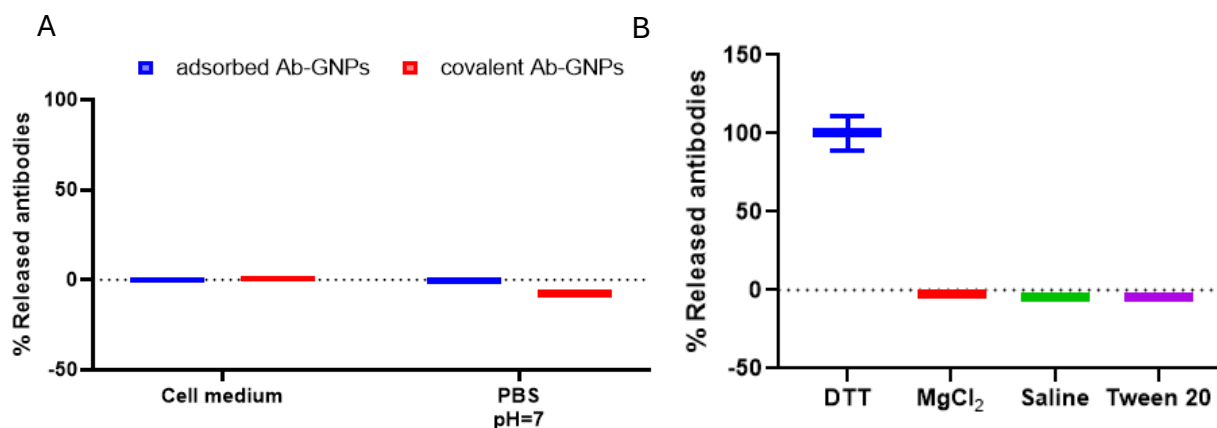 A
adsorbed Ab-GNPs covalent Ab-GNPs
% Released antibodies
100
50
0
-50
Cell medium
PBS
pH=7
B
% Released antibodies
150
100
50
0
-50
DTT MgCl₂ Saline Tween 20